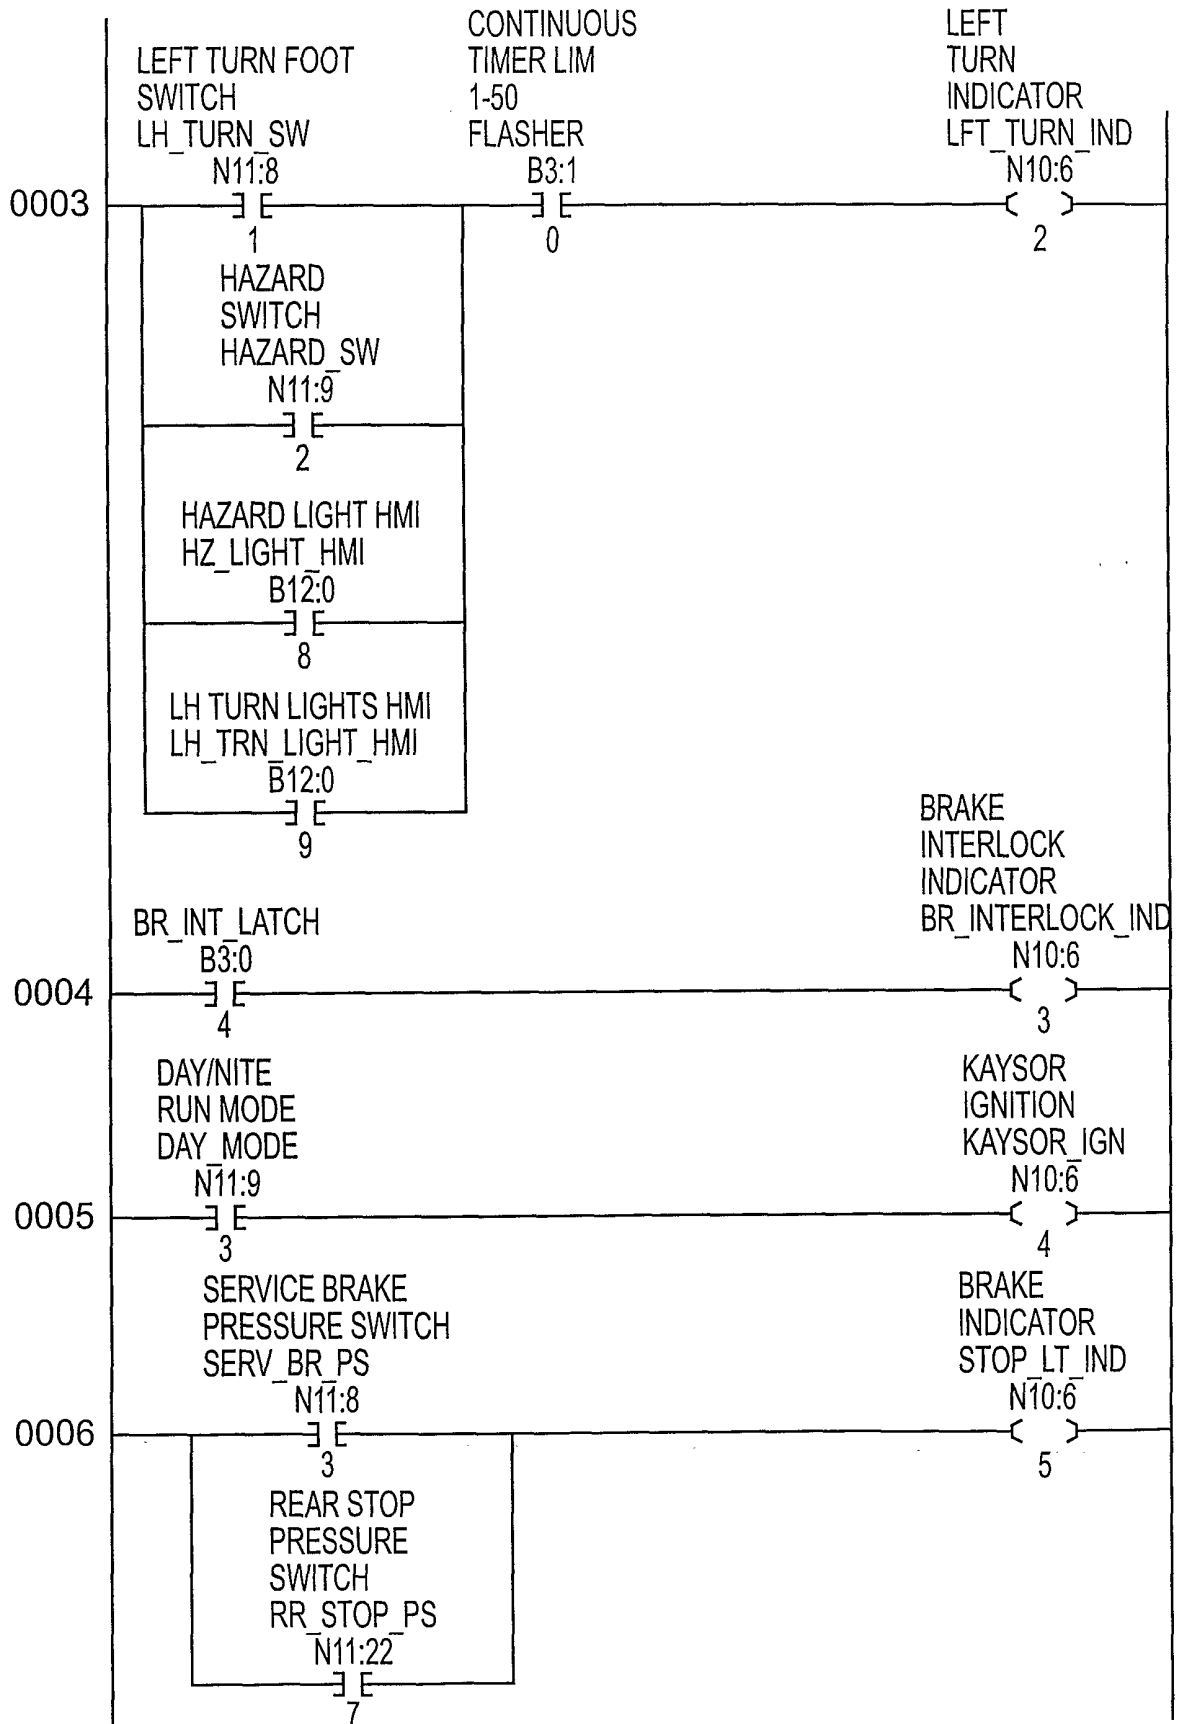 LEFT TURN FOOT
SWITCH
LH_TURN_SW
N11:8
1
CONTINUOUS
TIMER LIM
1-50
FLASHER
B3:1
0
LEFT
TURN
INDICATOR
LFT_TURN_IND
N10:6
2
0003
HAZARD
SWITCH
HAZARD_SW
N11:9
2
HAZARD LIGHT HMI
HZ_LIGHT_HMI
B12:0
8
LH TURN LIGHTS HMI
LH_TRN_LIGHT_HMI
B12:0
9
BR_INT_LATCH
B3:0
4
0004
BRAKE
INTERLOCK
INDICATOR
BR_INTERLOCK_IND
N10:6
3
DAY/NITE
RUN MODE
DAY_MODE
N11:9
3
0005
KAYSOR
IGNITION
KAYSOR_IGN
N10:6
4
SERVICE BRAKE
PRESSURE SWITCH
SERV_BR_PS
N11:8
3
0006
BRAKE
INDICATOR
STOP_LT_IND
N10:6
5
REAR STOP
PRESSURE
SWITCH
RR_STOP_PS
N11:22
7